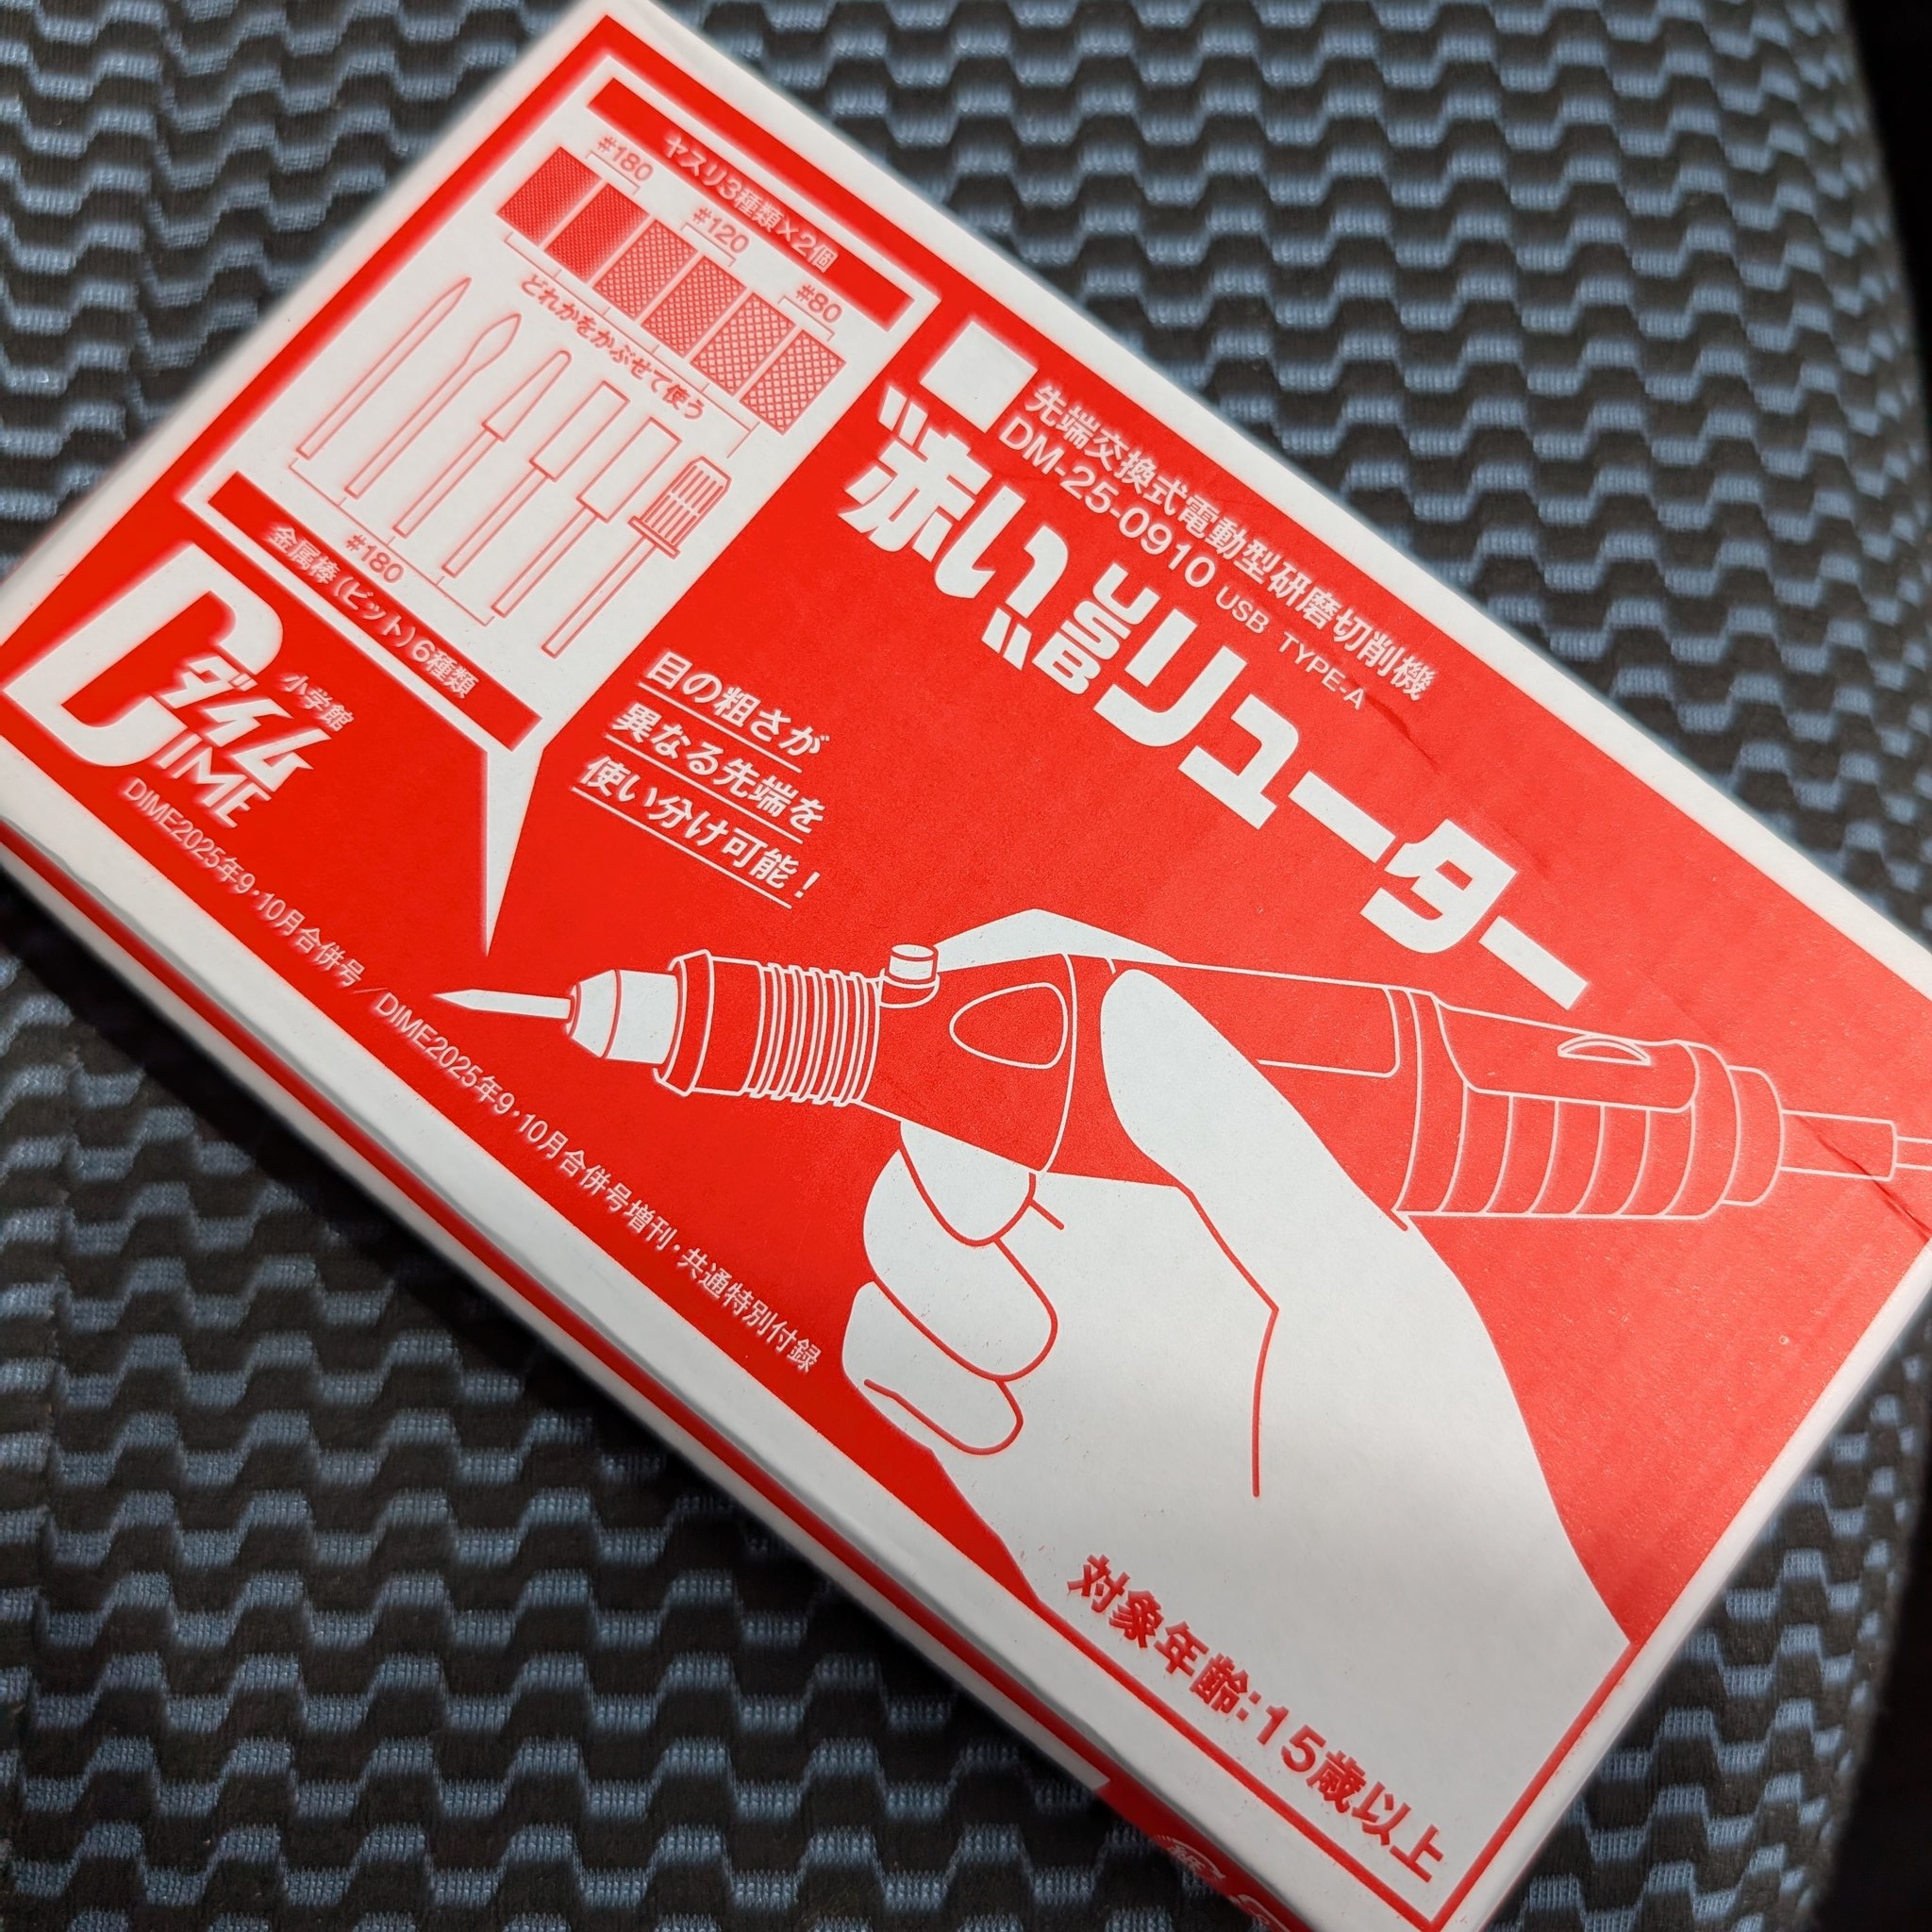 ヤスリ3種類×2個
#180
#120
#80
どれかをかぶせて使う
#180
金属棒(ビット)6種類
先端交換式電動型研磨切削機
DM-25-0910 USB TYPE-A
"赤い"USBリューター
目の粗さが
異なる先端を
使い分け可能!
小学館
ダイム
DIME
DIME2025年9・10月合併号/DIME2025年9・10月合併号増刊・共通特別付録
対象年齢:15歳以上